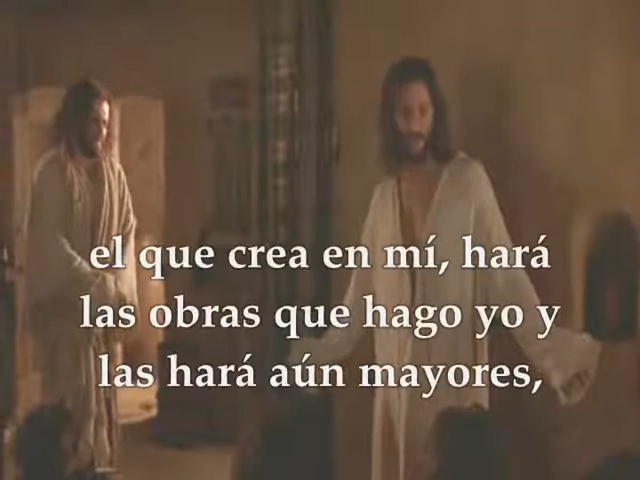 el que crea en mí, hará
las obras que hago yo y
las hará aún mayores,